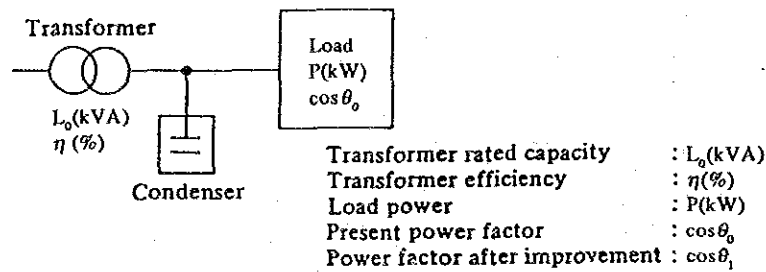 Transformer
L₀(kVA)
η (%)
Condenser
Load
P(kW)
cosθ₀
Transformer rated capacity : L₀(kVA)
Transformer efficiency : η(%)
Load power : P(kW)
Present power factor : cosθ₀
Power factor after improvement : cosθ₁